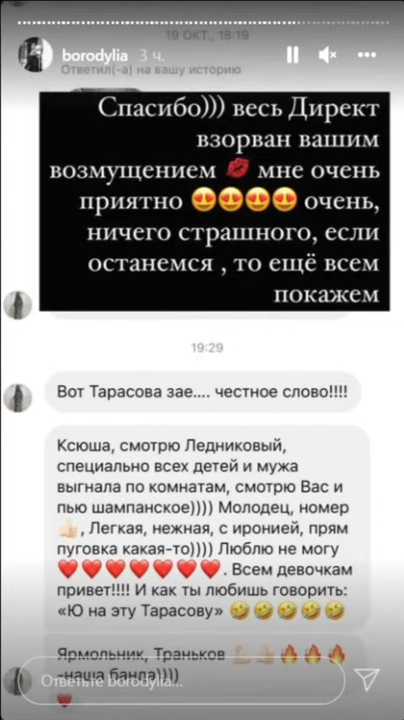 19 ОКТ., 18:19
borodylia 3 ч.
Ответил(-а) на вашу историю
Спасибо))) весь Директ
взорван вашим
возмущением 💋 мне очень
приятно 😍😍😍😍 очень,
ничего страшного, если
останемся , то ещё всем
покажем
19:29
Вот Тарасова зае.... честное слово!!!!
Ксюша, смотрю Ледниковый,
специально всех детей и мужа
выгнала по комнатам, смотрю Вас и
пью шампанское)))) Молодец, номер
👍🏻, Легкая, нежная, с иронией, прям
пуговка какая-то)))) Люблю не могу
❤️❤️❤️❤️❤️❤️❤️. Всем девочкам
привет!!!! И как ты любишь говорить:
«Ю на эту Тарасову» 🤣🤣🤣🤣🤣
Ярмольник, Траньков 💪🏻👍🏻🔥🔥🔥
-наша банда))))
❤️
Ответьте borodylia...